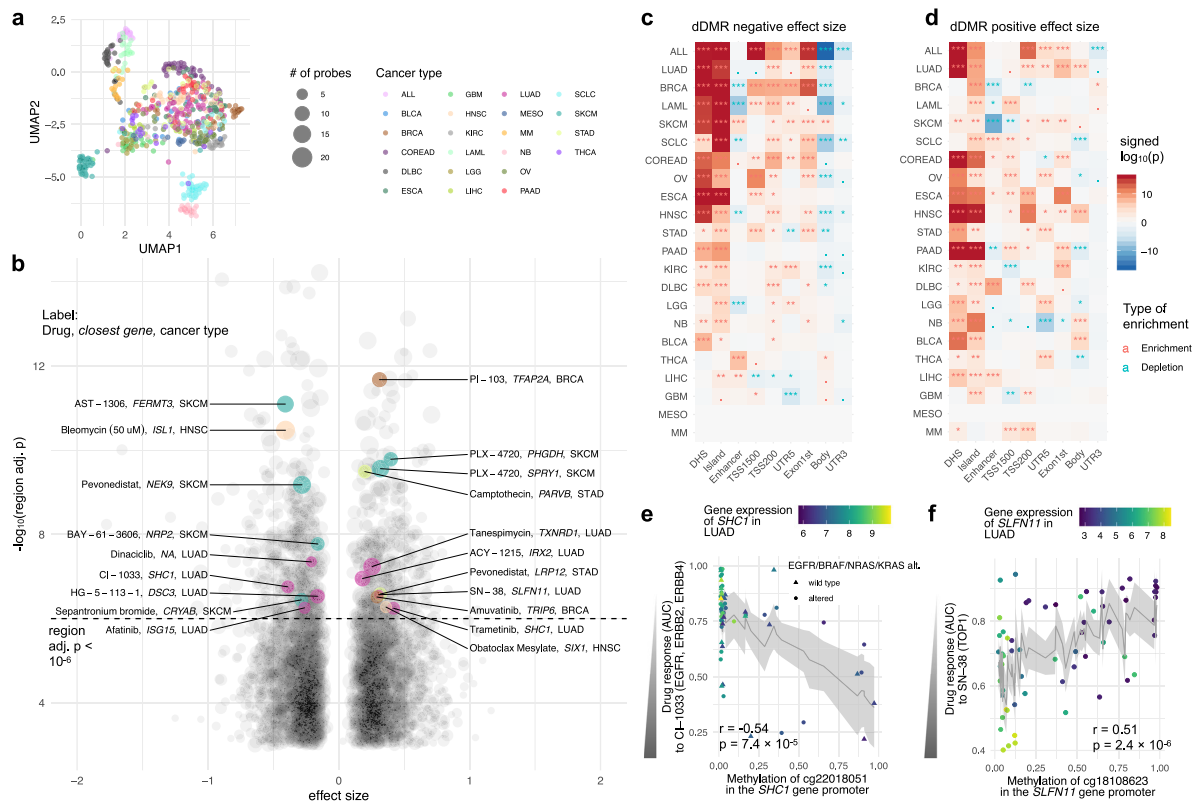 a
2.5
0.0
−2.5
−5.0
UMAP2
0 2 4 6
UMAP1
# of probes
5
10
15
20
Cancer type
ALL GBM LUAD SCLC
BLCA HNSC MESO SKCM
BRCA KIRC MM STAD
COREAD LAML NB THCA
DLBC LGG OV
ESCA LIHC PAAD
b
Label:
Drug, closest gene, cancer type
12
8
4
-log10(region adj. p)
PI−103, TFAP2A, BRCA
AST−1306, FERMT3, SKCM
Bleomycin (50 uM), ISL1, HNSC
PLX−4720, PHGDH, SKCM
PLX−4720, SPRY1, SKCM
Pevonedistat, NEK9, SKCM
Camptothecin, PARVB, STAD
BAY−61−3606, NRP2, SKCM
Tanespimycin, TXNRD1, LUAD
Dinaciclib, NA, LUAD
ACY−1215, IRX2, LUAD
CI−1033, SHC1, LUAD
Pevonedistat, LRP12, STAD
HG−5−113−1, DSC3, LUAD
SN−38, SLFN11, LUAD
Sepantronium bromide, CRYAB, SKCM
Amuvatinib, TRIP6, BRCA
Afatinib, ISG15, LUAD
Trametinib, SHC1, LUAD
Obatoclax Mesylate, SIX1, HNSC
region
adj. p <
10-6
−2 −1 0 1 2
effect size
c
dDMR negative effect size
ALL
LUAD
BRCA
LAML
SKCM
SCLC
COREAD
OV
ESCA
HNSC
STAD
PAAD
KIRC
DLBC
LGG
NB
BLCA
THCA
LIHC
GBM
MESO
MM
DHS Island Enhancer TSS1500 TSS200 UTR5 Exon1st Body UTR3
d
dDMR positive effect size
ALL
LUAD
BRCA
LAML
SKCM
SCLC
COREAD
OV
ESCA
HNSC
STAD
PAAD
KIRC
DLBC
LGG
NB
BLCA
THCA
LIHC
GBM
MESO
MM
DHS Island Enhancer TSS1500 TSS200 UTR5 Exon1st Body UTR3
signed
log10(p)
10
0
−10
Type of
enrichment
a Enrichment
a Depletion
e
Gene expression
of SHC1 in
LUAD
6 7 8 9
EGFR/BRAF/NRAS/KRAS alt.
wild type
altered
1,00
0.75
0.50
0.25
Drug response (AUC)
to CI−1033 (EGFR, ERBB2, ERBB4)
r = -0.54
p = 7.4 × 10-5
0,00 0,25 0,50 0,75 1,00
Methylation of cg22018051
in the SHC1 gene promoter
f
Gene expression
of SLFN11 in
LUAD
3 4 5 6 7 8
1.0
0.8
0.6
0.4
Drug response (AUC)
to SN−38 (TOP1)
r = 0.51
p = 2.4 × 10-6
0,00 0,25 0,50 0,75 1,00
Methylation of cg18108623
in the SLFN11 gene promoter